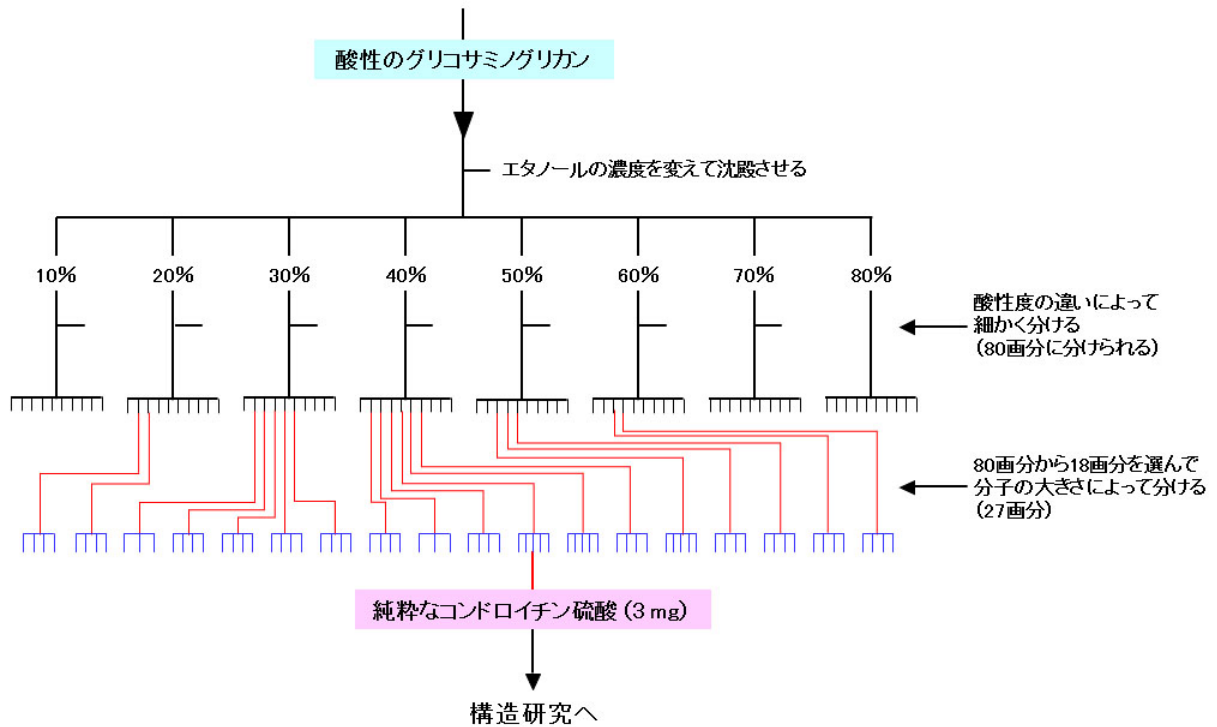 酸性のグリコサミノグリカン
エタノールの濃度を変えて沈殿させる
10% 20% 30% 40% 50% 60% 70% 80%
酸性度の違いによって
細かく分ける
(80画分に分けられる)
80画分から18画分を選んで
分子の大きさによって分ける
(27画分)
純粋なコンドロイチン硫酸(3 mg)
構造研究へ